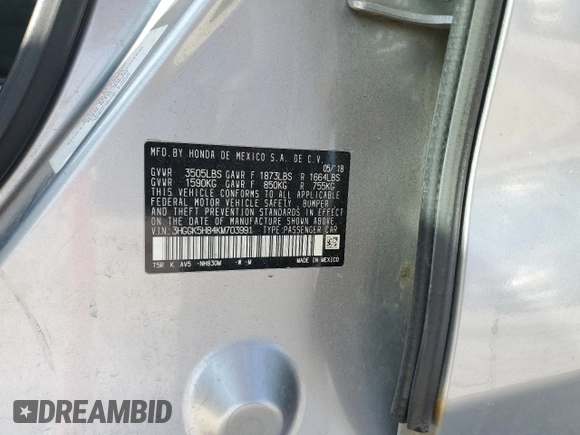 MFD.BY HONDA DE MEXICO S.A. DE C.V.
05/'18
GVWR 3505LBS GAWR F 1873LBS R 1664LBS
GVWR 1590KG GAWR F 850KG R 755KG
THIS VEHICLE CONFORMS TO ALL APPLICABLE
FEDERAL MOTOR VEHICLE SAFETY, BUMPER
AND THEFT PREVENTION STANDARDS IN EFFECT
ON THE DATE OF MANUFACTURE SHOWN ABOVE.
V.I.N: 3HGGK5H84KM703991 TYPE:PASSENGER CAR
T5R K AV5 -NH830M -M -M
MADE IN MEXICO
DREAMBID